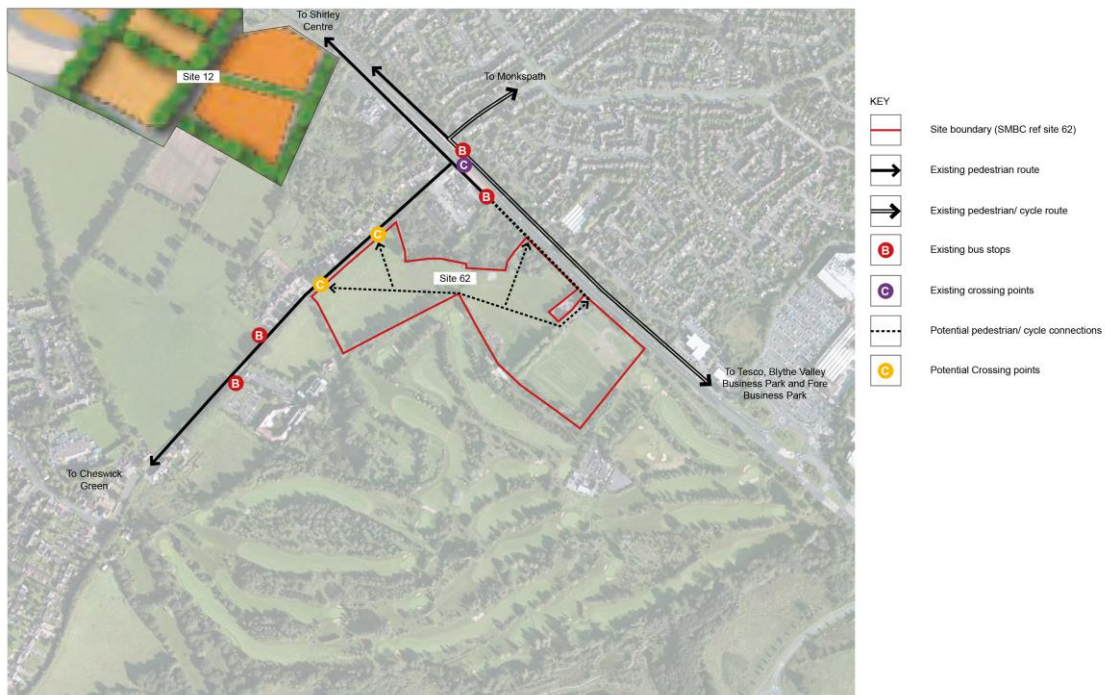 To Shirley
Centre
Site 12
To Monkspath
B
C
B
C
Site 62
C
B
B
To Tesco, Blythe Valley
Business Park and Fore
Business Park
To Cheswick
Green
KEY
Site boundary (SMBC ref site 62)
Existing pedestrian route
Existing pedestrian/ cycle route
B
Existing bus stops
C
Existing crossing points
Potential pedestrian/ cycle connections
C
Potential Crossing points